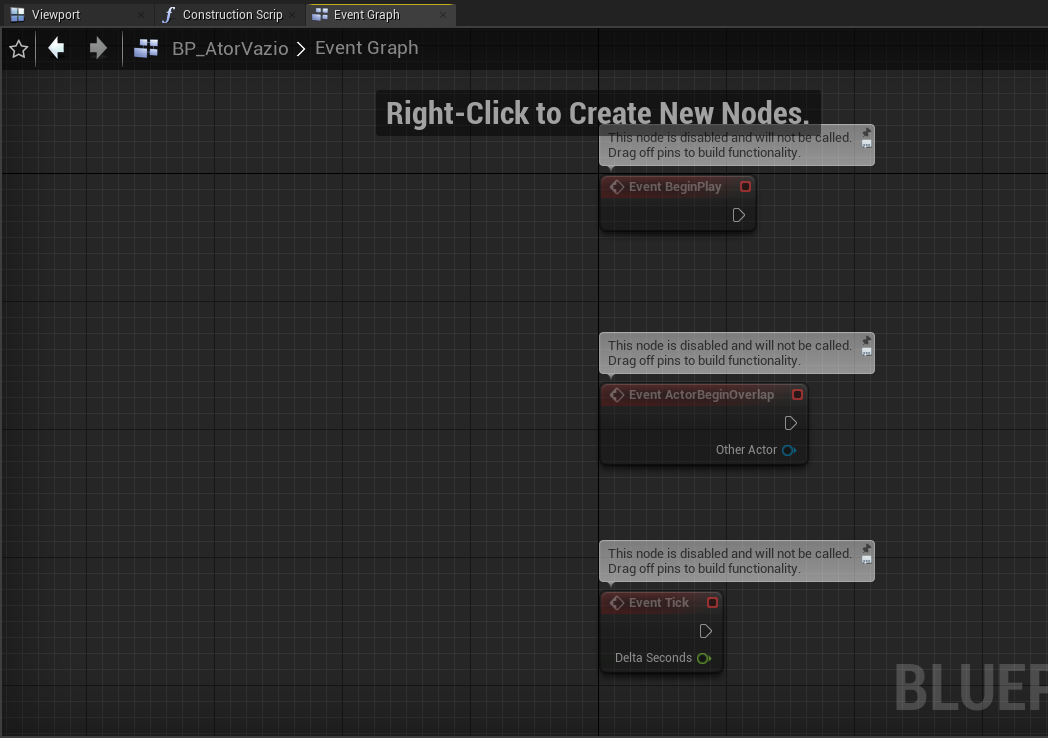 Viewport
Construction Scrip
Event Graph
BP_AtorVazio > Event Graph
Right-Click to Create New Nodes.
This node is disabled and will not be called.
Drag off pins to build functionality.
Event BeginPlay
This node is disabled and will not be called.
Drag off pins to build functionality.
Event ActorBeginOverlap
Other Actor
This node is disabled and will not be called.
Drag off pins to build functionality.
Event Tick
Delta Seconds